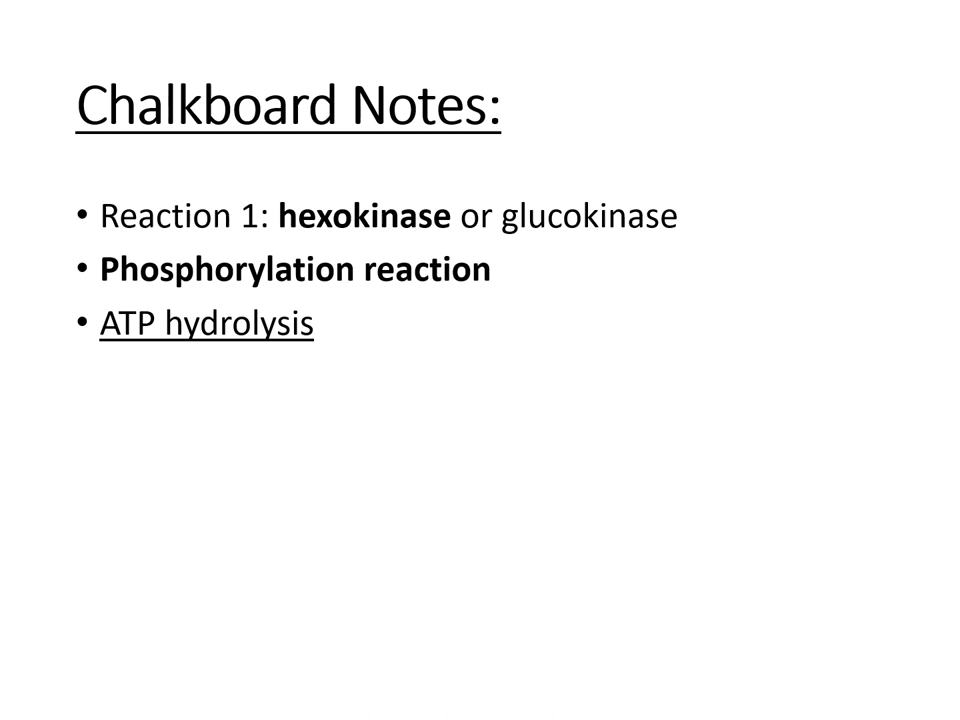 Chalkboard Notes:
• Reaction 1: hexokinase or glucokinase
• Phosphorylation reaction
• ATP hydrolysis